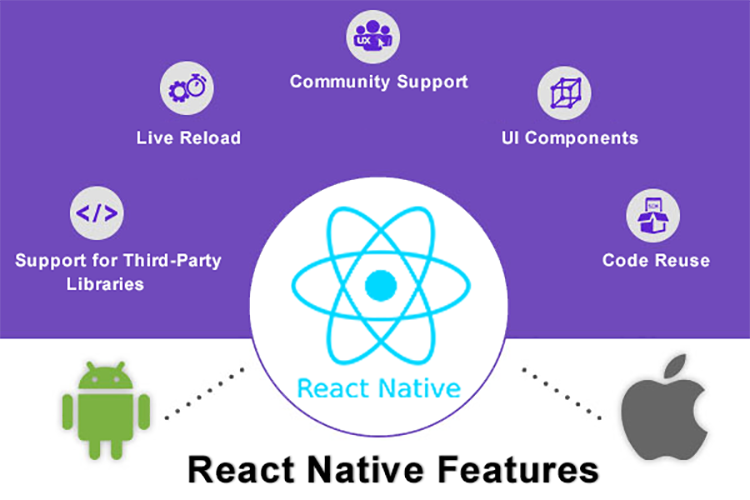 Community Support
Live Reload
UI Components
Support for Third-Party
Libraries
Code Reuse
React Native
React Native Features